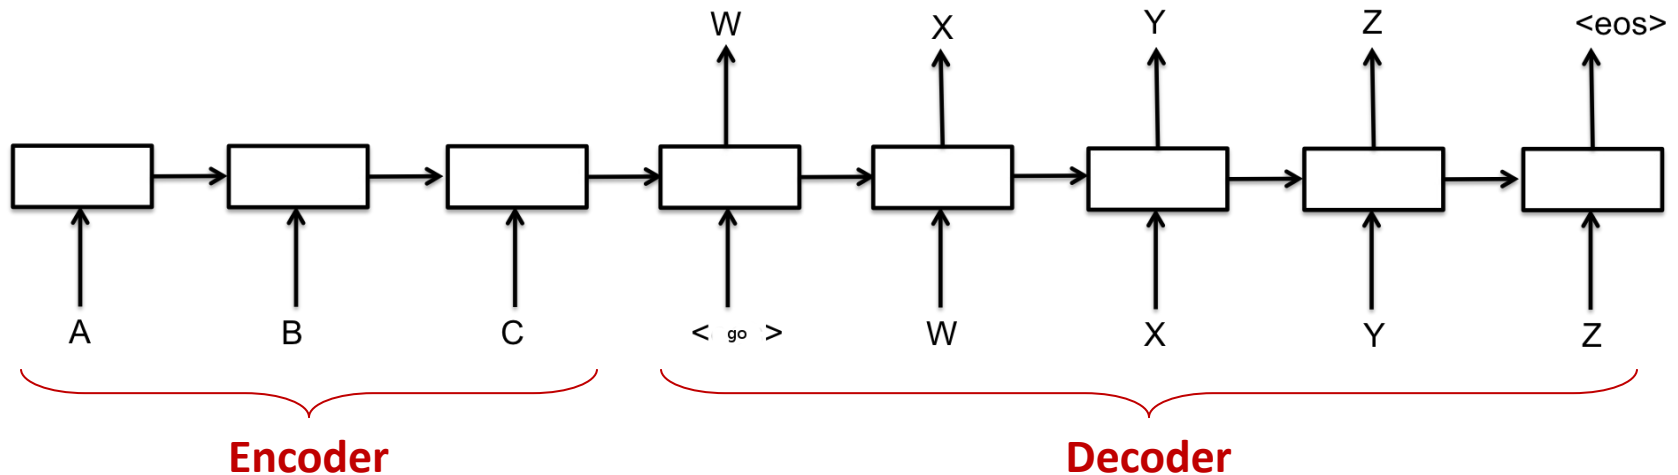 W X Y Z <eos>
A B C < go > W X Y Z
Encoder Decoder